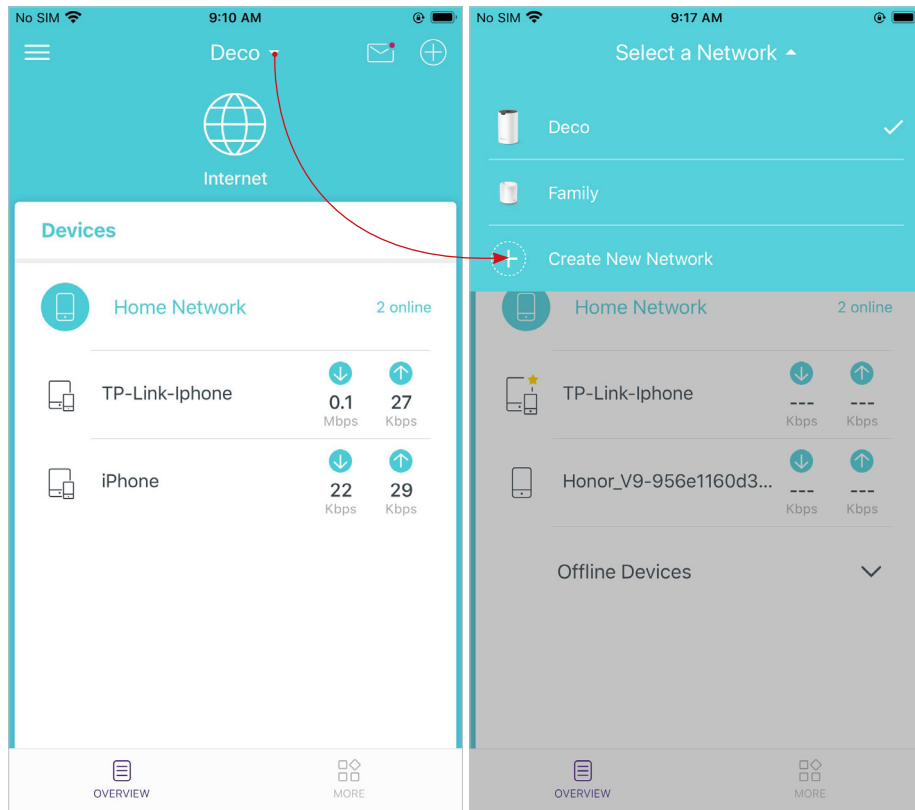 No SIM 9:10 AM
Deco
Internet
Devices
Home Network 2 online
TP-Link-Iphone 0.1 27
Mbps Kbps
iPhone 22 29
Kbps Kbps
OVERVIEW MORE
No SIM 9:17 AM
Select a Network
Deco
Family
Create New Network
Home Network 2 online
TP-Link-Iphone --- ---
Kbps Kbps
Honor_V9-956e1160d3... --- ---
Kbps Kbps
Offline Devices
OVERVIEW MORE